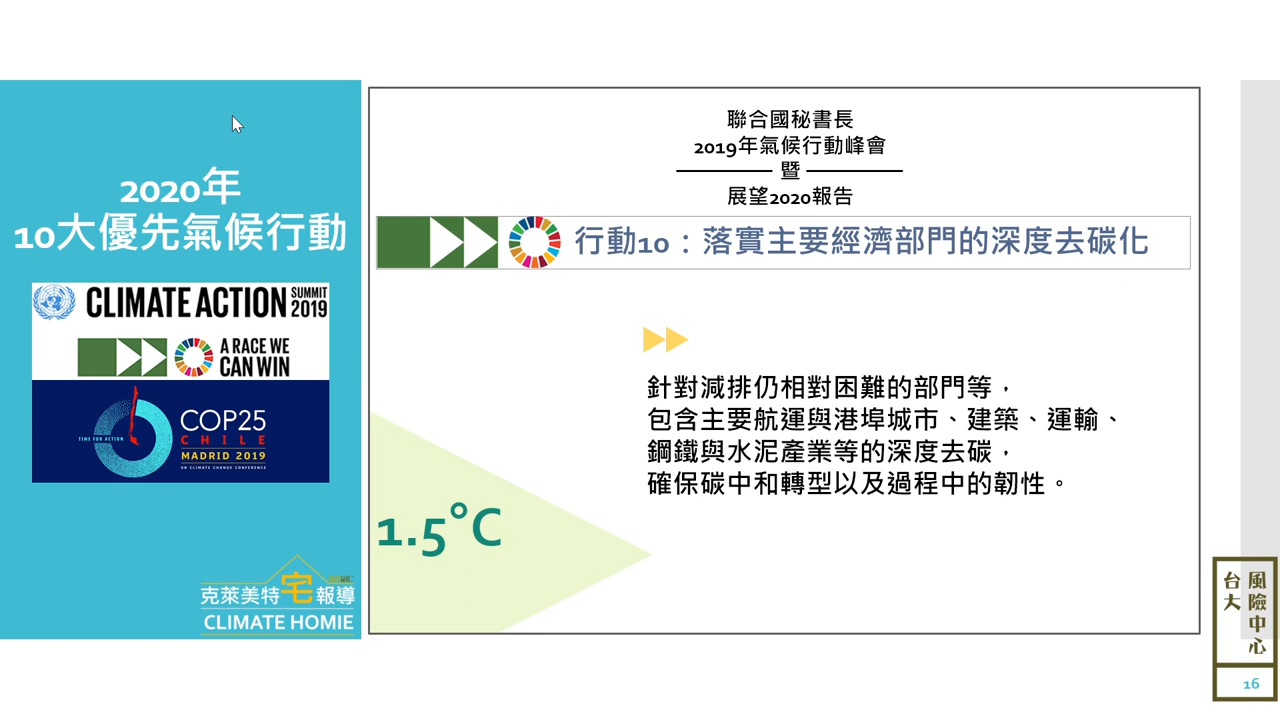 2020年
10大優先氣候行動
CLIMATE ACTION SUMMIT 2019
A RACE WE
CAN WIN
TIME FOR ACTION
COP25
CHILE
MADRID 2019
UN CLIMATE CHANGE CONFERENCE
克萊美特宅報導
CLIMATE HOMIE
聯合國秘書長
2019年氣候行動峰會
暨
展望2020報告
行動10：落實主要經濟部門的深度去碳化
針對減排仍相對困難的部門等，
包含主要航運與港埠城市、建築、運輸、
鋼鐵與水泥產業等的深度去碳，
確保碳中和轉型以及過程中的韌性。
1.5°C
台大
風險中心
16